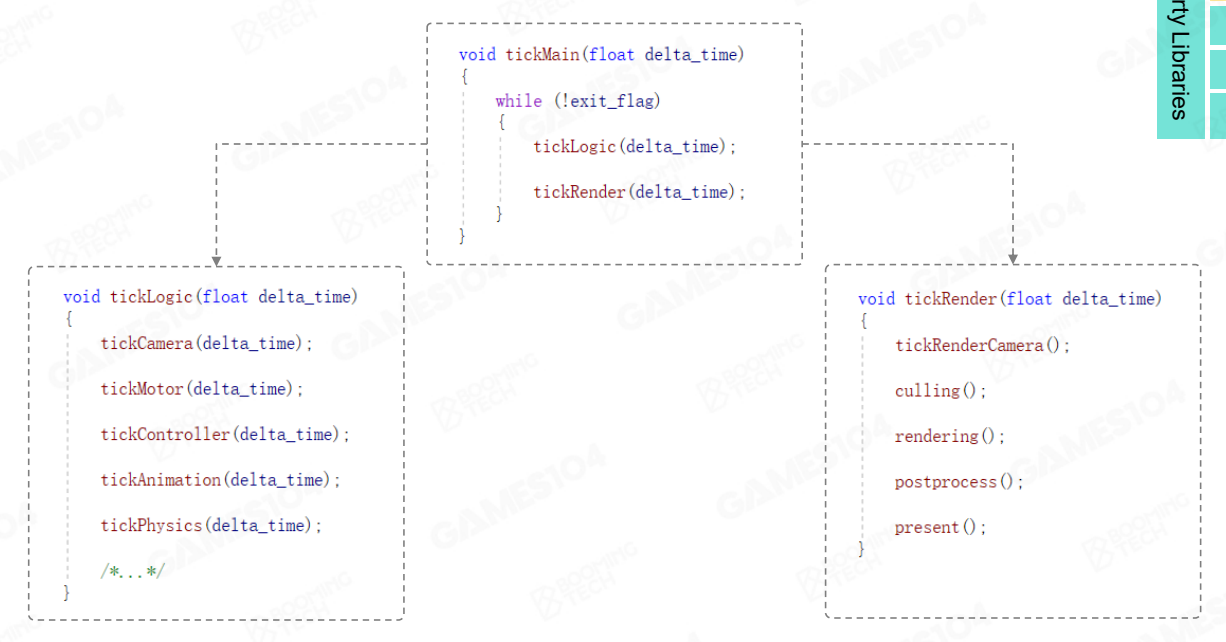 void tickMain(float delta_time)
{
while (!exit_flag)
{
tickLogic(delta_time);
tickRender(delta_time);
}
}
void tickLogic(float delta_time)
{
tickCamera(delta_time);
tickMotor(delta_time);
tickController(delta_time);
tickAnimation(delta_time);
tickPhysics(delta_time);
/*...*/
}
void tickRender(float delta_time)
{
tickRenderCamera();
culling();
rendering();
postprocess();
present();
}
Libraries
GAMES104
BOOMING TECH